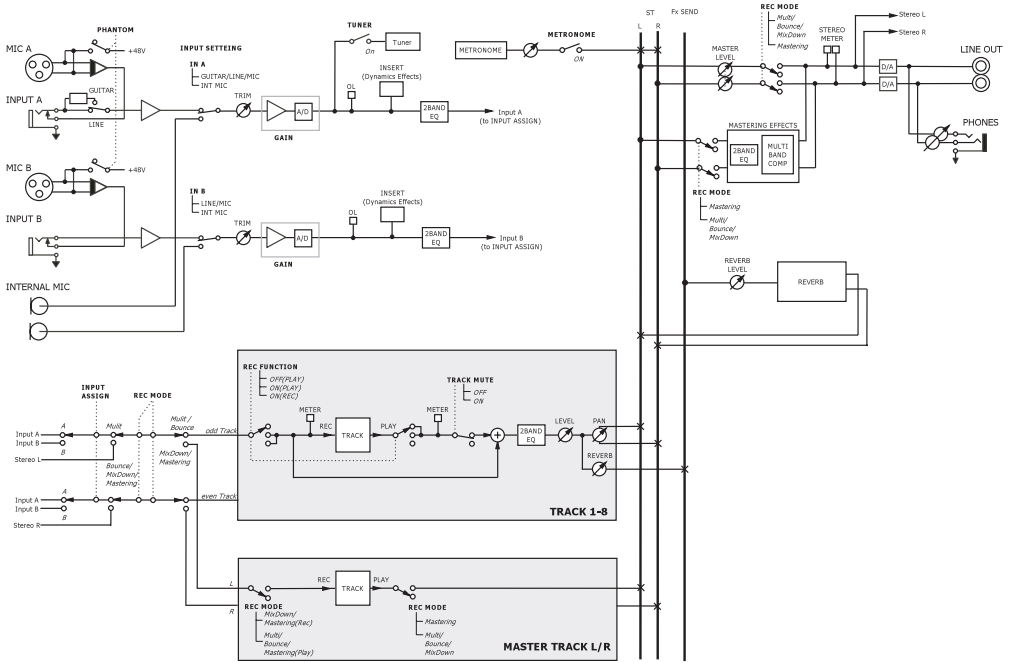 MIC A
PHANTOM
+48V
INPUT A
GUITAR
LINE
MIC B
+48V
INPUT B
INTERNAL MIC
INPUT SETTEING
IN A
GUITAR/LINE/MIC
INT MIC
TRIM
GAIN
A/D
OL
INSERT
(Dynamics Effects)
2BAND
EQ
Input A
(to INPUT ASSIGN)
TUNER
On
Tuner
IN B
LINE/MIC
INT MIC
TRIM
GAIN
A/D
OL
INSERT
(Dynamics Effects)
2BAND
EQ
Input B
(to INPUT ASSIGN)
METRONOME
METRONOME
ON
ST
L
R
Fx SEND
MASTER
LEVEL
REC MODE
Multi/
Bounce/
MixDown
Mastering
STEREO
METER
Stereo L
Stereo R
D/A
D/A
LINE OUT
PHONES
MASTERING EFFECTS
2BAND
EQ
MULTI
BAND
COMP
REC MODE
Mastering
Multi/
Bounce/
MixDown
REVERB
LEVEL
REVERB
INPUT
ASSIGN
REC MODE
A
Mulit
Mulit /
Bounce
Input A
Input B
B
Stereo L
Bounce/
MixDown/
Mastering
MixDown/
Mastering
A
Input A
Input B
B
Stereo R
odd Track
even Track
REC FUNCTION
OFF(PLAY)
ON(PLAY)
ON(REC)
METER
REC
TRACK
PLAY
METER
TRACK MUTE
OFF
ON
2BAND
EQ
LEVEL
PAN
REVERB
TRACK 1-8
L
R
REC MODE
MixDown/
Mastering(Rec)
Multi/
Bounce/
Mastering(Play)
REC
TRACK
PLAY
REC MODE
Mastering
Multi/
Bounce/
MixDown
MASTER TRACK L/R